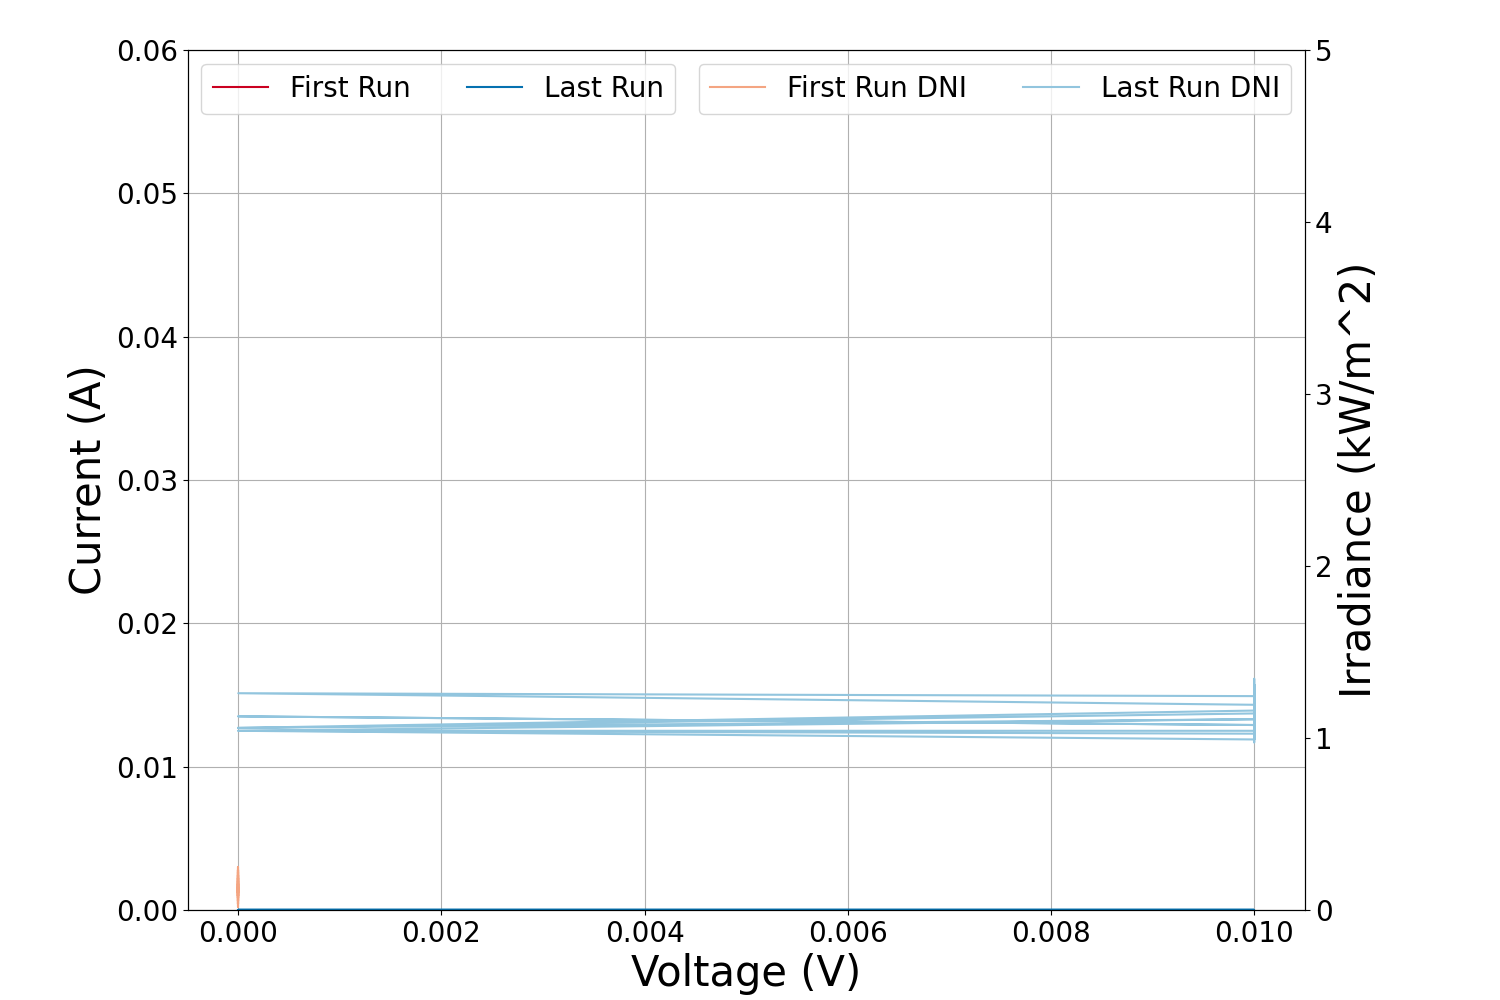 First Run
Last Run
First Run DNI
Last Run DNI
0.06
0.05
0.04
0.03
0.02
0.01
0.00
Current (A)
5
4
3
2
1
0
Irradiance (kW/m^2)
0.000 0.002 0.004 0.006 0.008 0.010
Voltage (V)